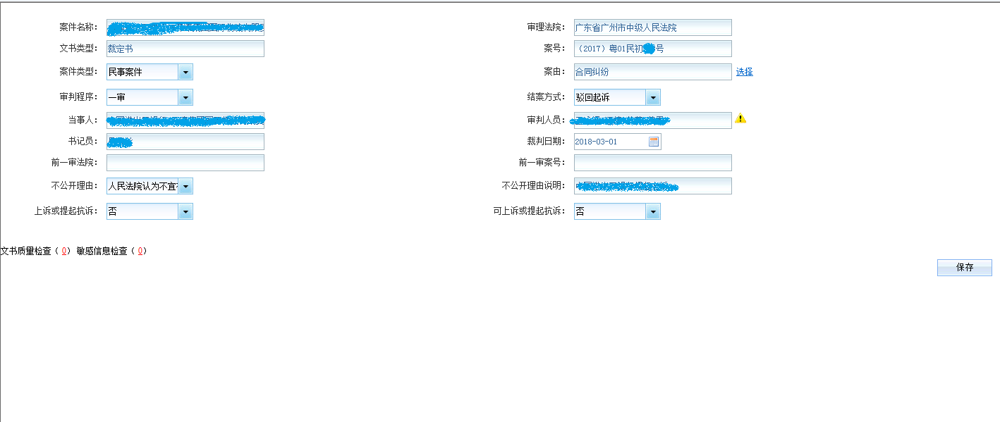 案件名称： 审理法院： 广东省广州市中级人民法院
文书类型： 裁定书 案号： （2017）粤01民初 号
案件类型： 民事案件 案由： 合同纠纷 选择
审判程序： 一审 结案方式： 驳回起诉
当事人： 审判人员：
书记员： 裁判日期： 2018-03-01
前一审法院： 前一审案号：
不公开理由： 人民法院认为不宜 不公开理由说明：
上诉或提起抗诉： 否 可上诉或提起抗诉： 否
文书质量检查（ 0） 敏感信息检查（ 0）
保存